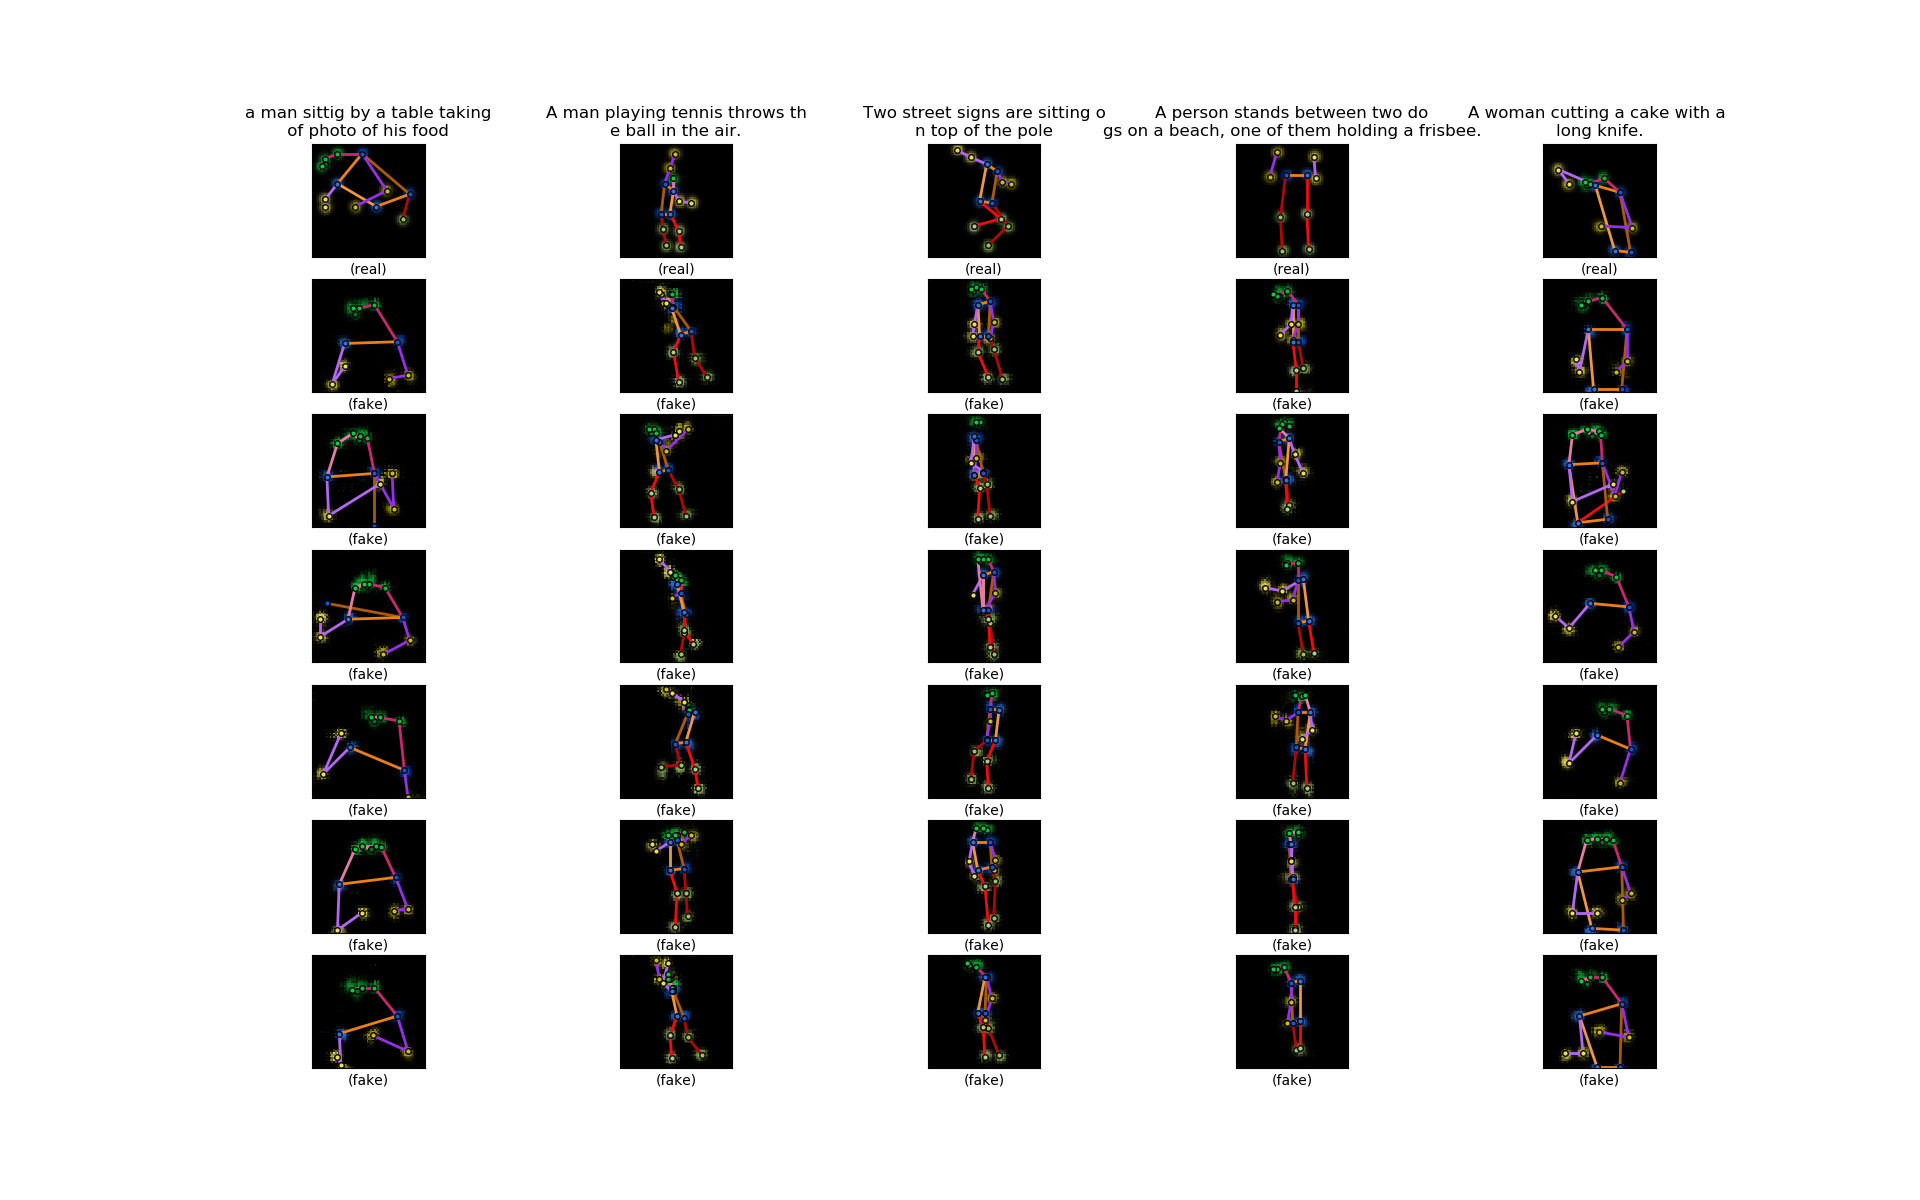 a man sittig by a table taking
of photo of his food
A man playing tennis throws th
e ball in the air.
Two street signs are sitting o
n top of the pole
A person stands between two do
gs on a beach, one of them holding a frisbee.
A woman cutting a cake with a
long knife.
(real) (real) (real) (real) (real)
(fake) (fake) (fake) (fake) (fake)
(fake) (fake) (fake) (fake) (fake)
(fake) (fake) (fake) (fake) (fake)
(fake) (fake) (fake) (fake) (fake)
(fake) (fake) (fake) (fake) (fake)
(fake) (fake) (fake) (fake) (fake)